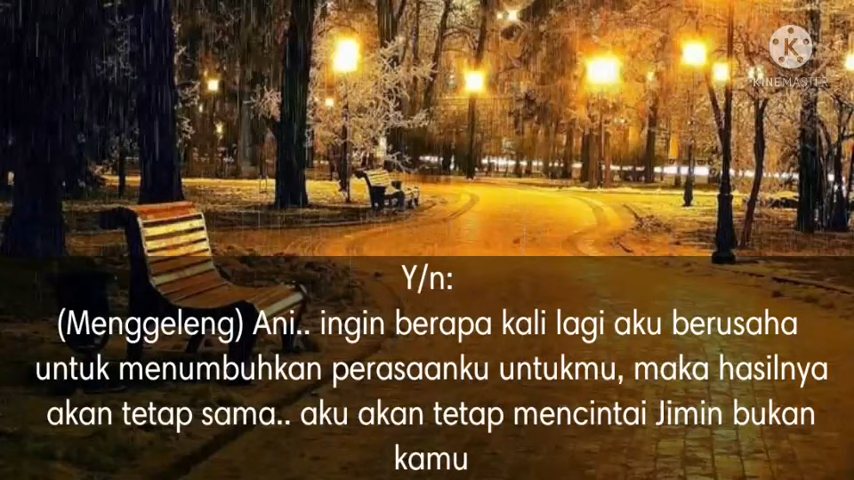 K
KINEMASTER
Y/n:
(Menggeleng) Ani.. ingin berapa kali lagi aku berusaha
untuk menumbuhkan perasaanku untukmu, maka hasilnya
akan tetap sama.. aku akan tetap mencintai Jimin bukan
kamu